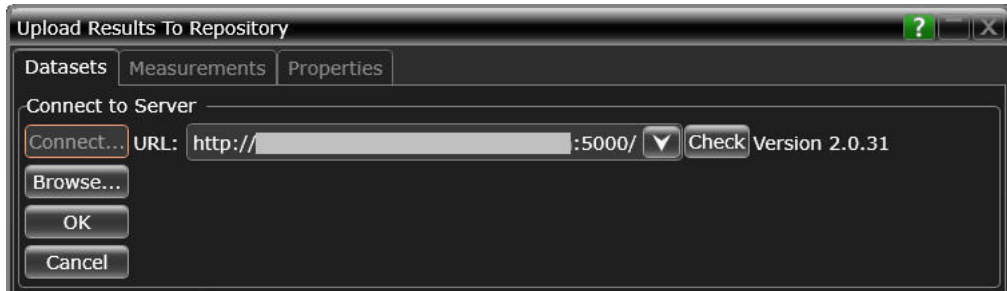 Upload Results To Repository ?
Datasets Measurements Properties
Connect to Server
Connect... URL: http:// :5000/ Check Version 2.0.31
Browse...
OK
Cancel